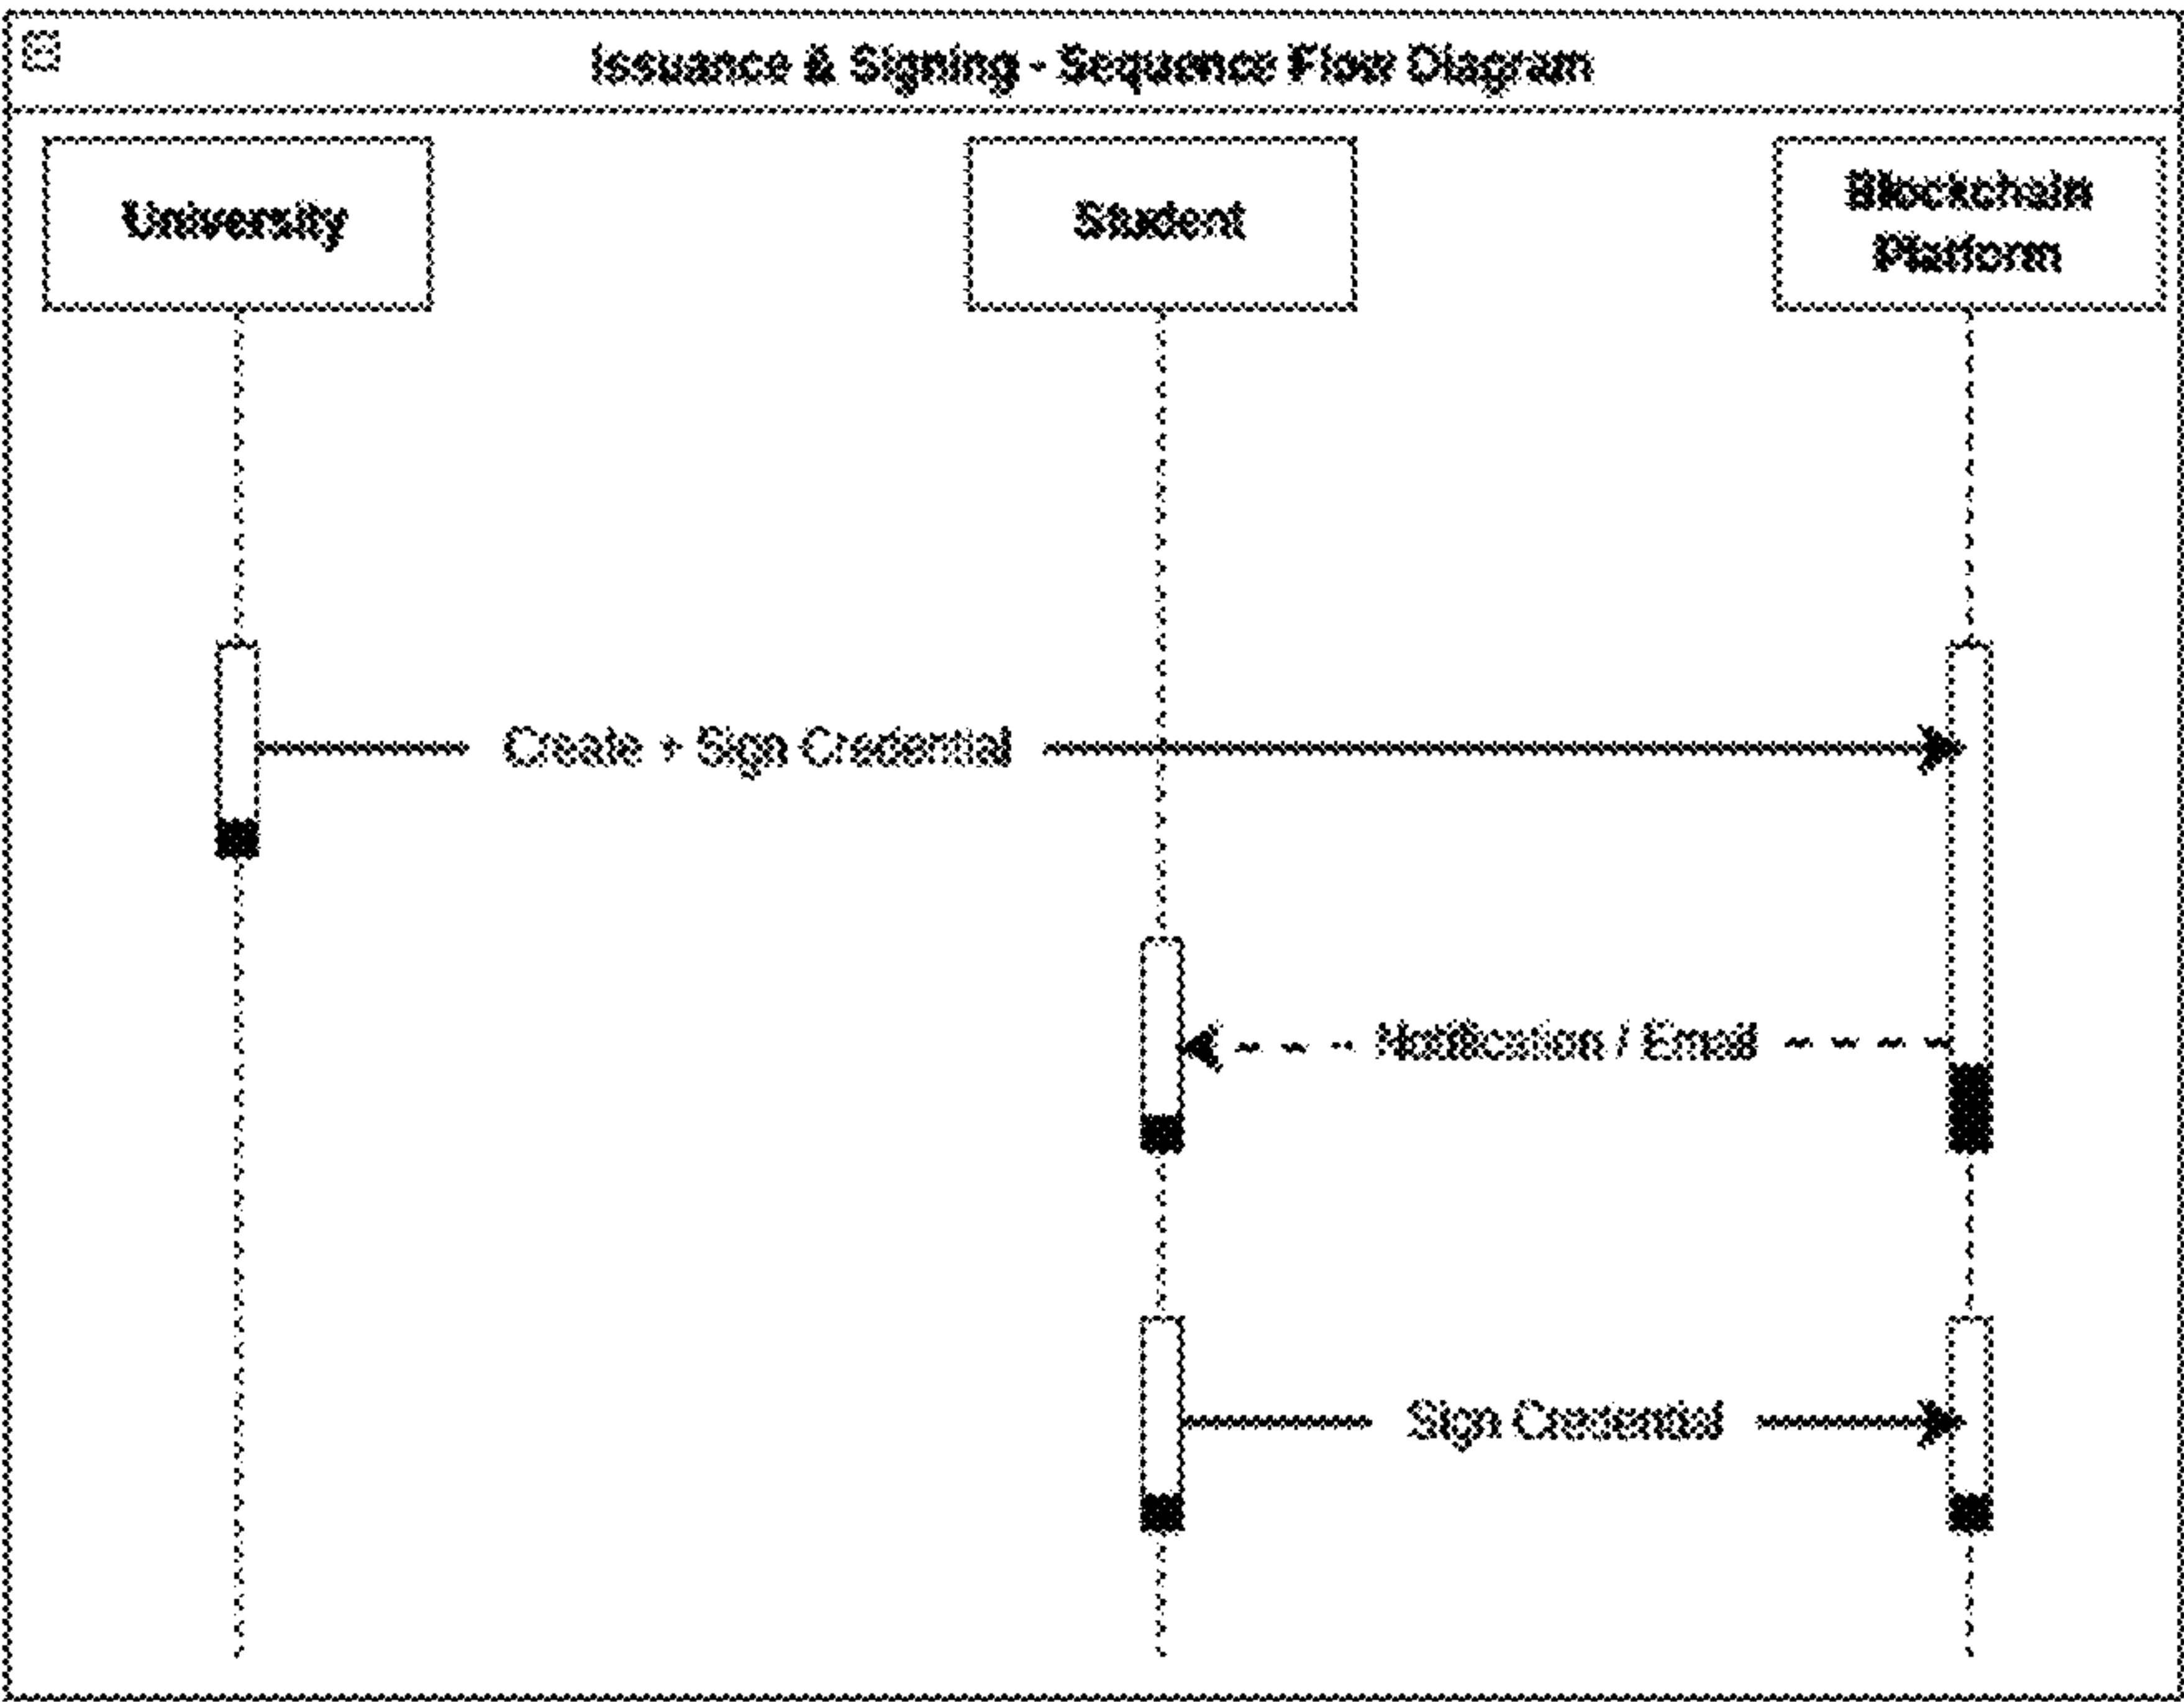 Issuance & Signing - Sequence Flow Diagram
University
Student
Blockchain
Platform
Create + Sign Credential
Notification / Email
Sign Credential